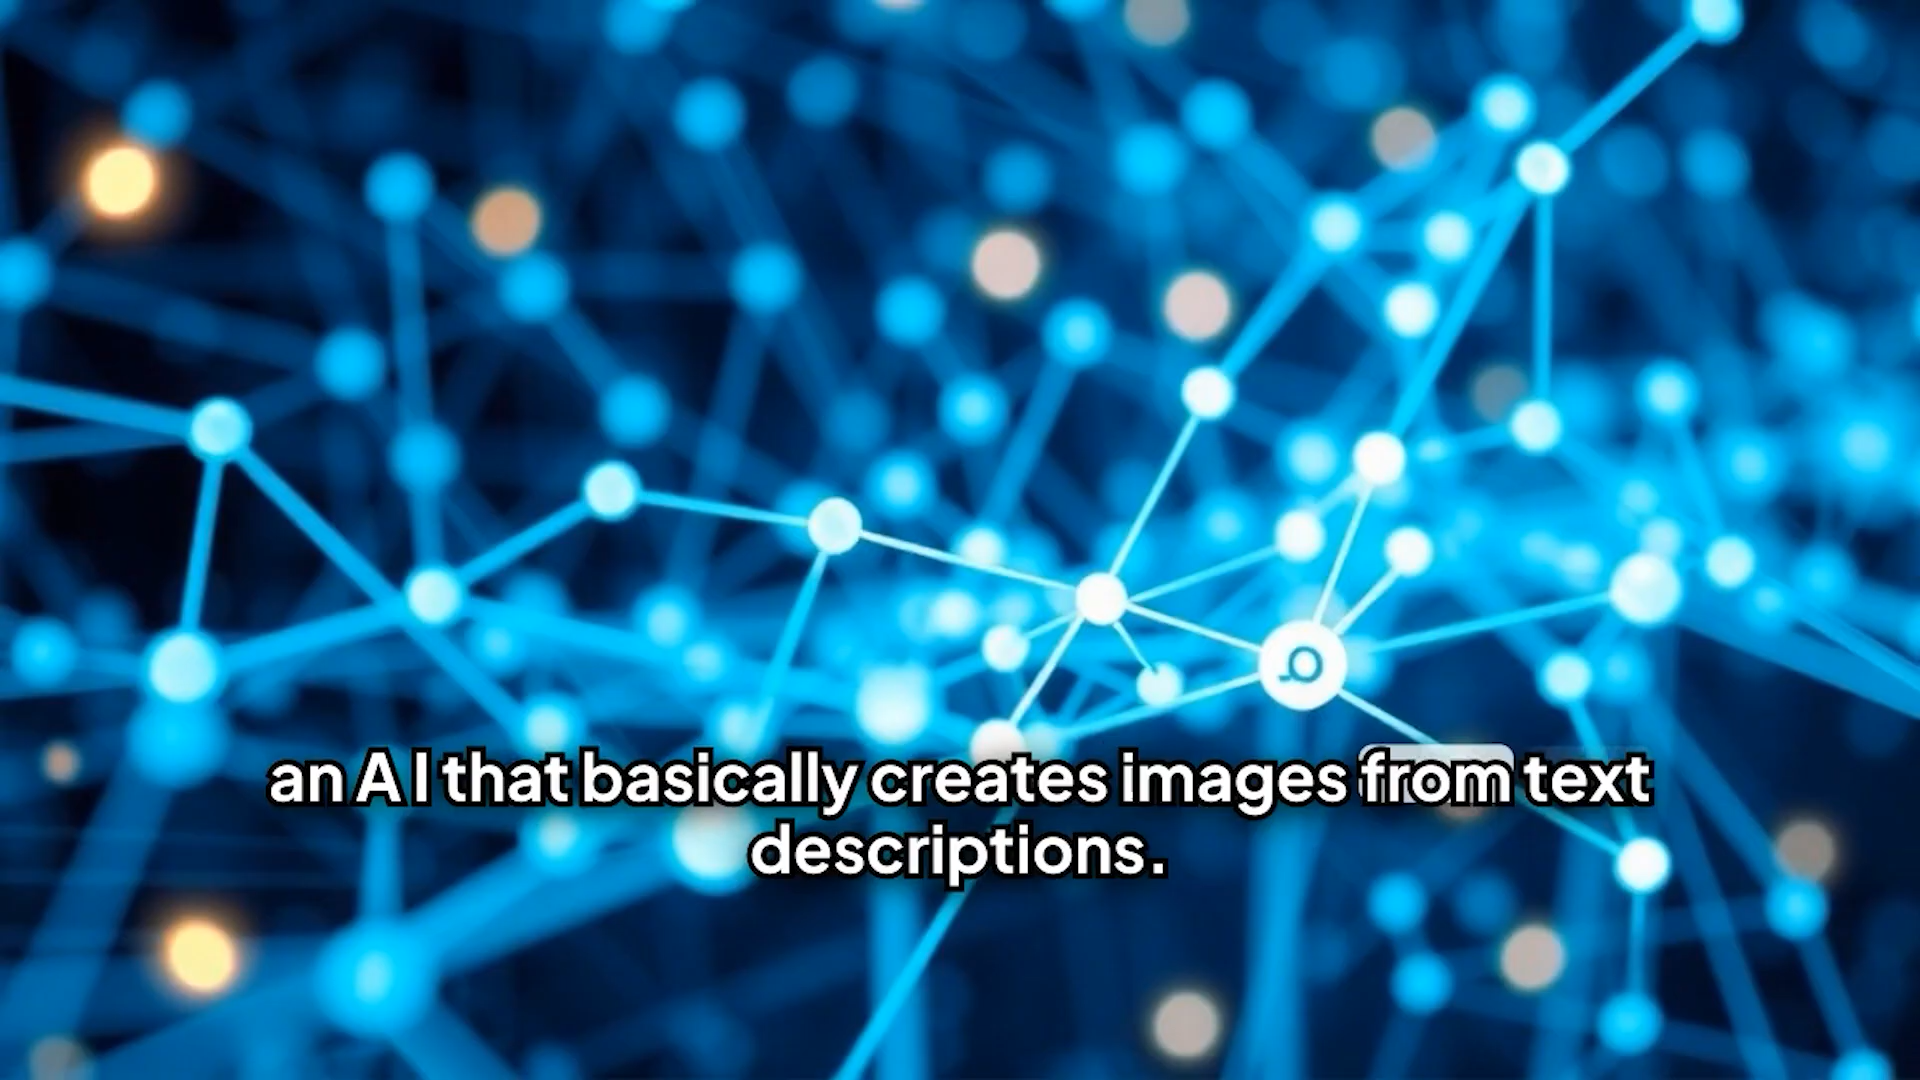 an A I that basically creates images from text
descriptions.